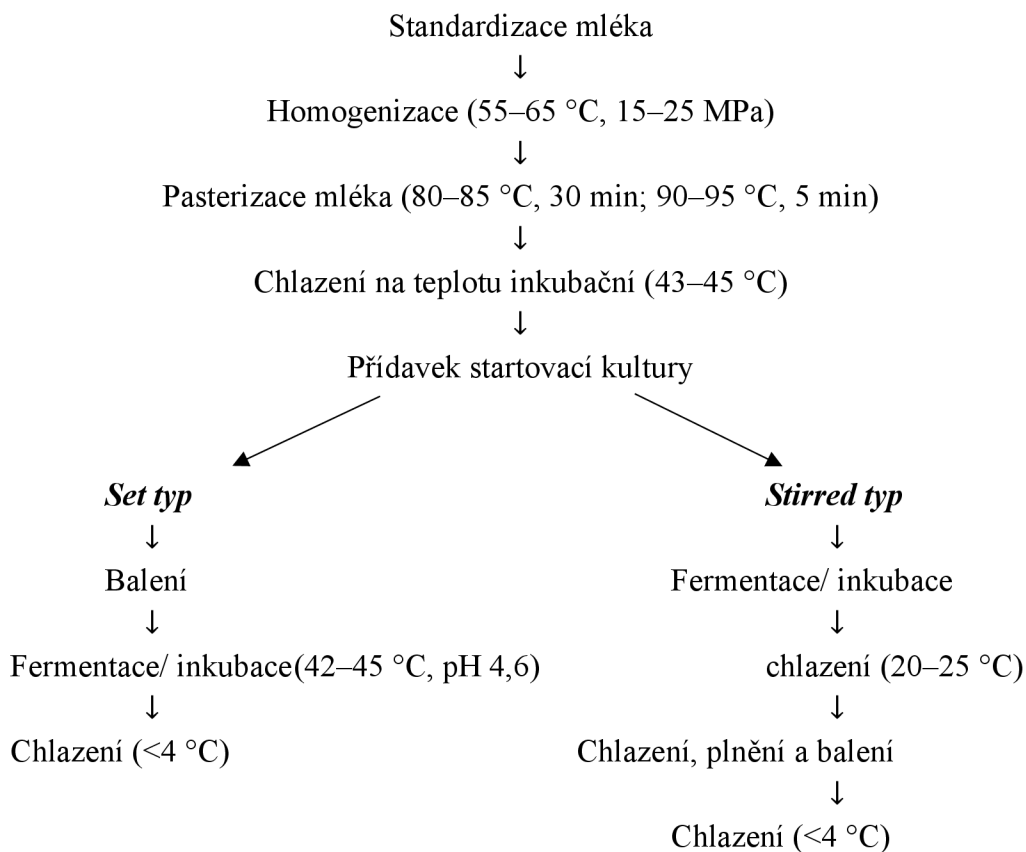 Standardizace mléka
↓
Homogenizace (55–65 °C, 15–25 MPa)
↓
Pasterizace mléka (80–85 °C, 30 min; 90–95 °C, 5 min)
↓
Chlazení na teplotu inkubační (43–45 °C)
↓
Přídavek startovací kultury
Set typ
↓
Balení
↓
Fermentace/ inkubace(42–45 °C, pH 4,6)
↓
Chlazení (<4 °C)
Stirred typ
↓
Fermentace/ inkubace
↓
chlazení (20–25 °C)
↓
Chlazení, plnění a balení
↓
Chlazení (<4 °C)